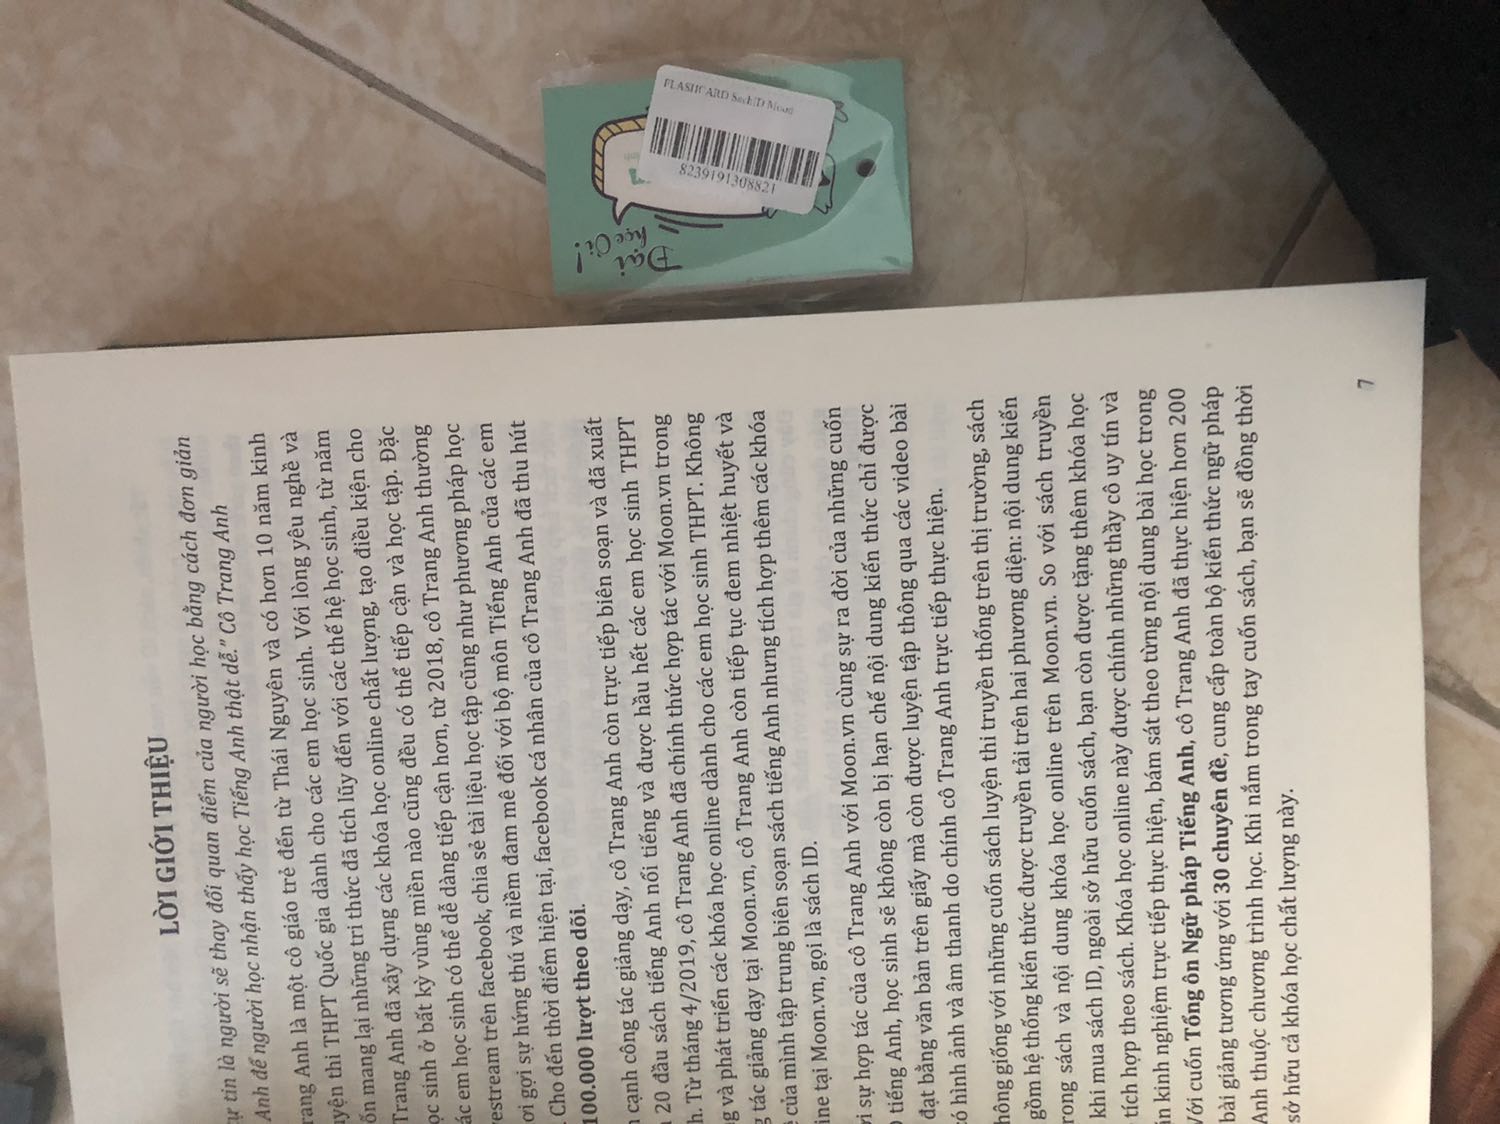 FLASHCARD SachID Moon
8239191308821
Đại
học Ơi!
LỜI GIỚI THIỆU
tự tin là người sẽ thay đổi quan điểm của người học bằng cách đơn giản
Anh để người học nhận thấy học Tiếng Anh thật dễ." Cô Trang Anh
Trang Anh là một cô giáo trẻ đến từ Thái Nguyên và có hơn 10 năm kinh
luyện thi THPT Quốc gia dành cho các em học sinh. Với lòng yêu nghề và
mang lại những tri thức đã tích lũy đến với các thế hệ học sinh, từ năm
Trang Anh đã xây dựng các khóa học online chất lượng, tạo điều kiện cho
học sinh ở bất kỳ vùng miền nào cũng đều có thể tiếp cận và học tập. Đặc
các em học sinh có thể dễ dàng tiếp cận hơn, từ 2018, cô Trang Anh thường
livestream trên facebook, chia sẻ tài liệu học tập cũng như phương pháp học
khơi gợi sự hứng thú và niềm đam mê đối với bộ môn Tiếng Anh của các em
. Cho đến thời điểm hiện tại, facebook cá nhân của cô Trang Anh đã thu hút
100.000 lượt theo dõi.
cạnh công tác giảng dạy, cô Trang Anh còn trực tiếp biên soạn và đã xuất
20 đầu sách tiếng Anh nổi tiếng và được hầu hết các em học sinh THPT
Từ tháng 4/2019, cô Trang Anh đã chính thức hợp tác với Moon.vn trong
và phát triển các khóa học online dành cho các em học sinh THPT. Không
tác giảng dạy tại Moon.vn, cô Trang Anh còn tiếp tục đem nhiệt huyết và
của mình tập trung biên soạn sách tiếng Anh nhưng tích hợp thêm các khóa
online tại Moon.vn, gọi là sách ID.
sự hợp tác của cô Trang Anh với Moon.vn cùng sự ra đời của những cuốn
tiếng Anh, học sinh sẽ không còn bị hạn chế nội dung kiến thức chỉ được
đạt bằng văn bản trên giấy mà còn được luyện tập thông qua các video bài
có hình ảnh và âm thanh do chính cô Trang Anh trực tiếp thực hiện.
Không giống với những cuốn sách luyện thi truyền thống trên thị trường, sách
gồm hệ thống kiến thức được truyền tải trên hai phương diện: nội dung kiến
trong sách và nội dung khóa học online trên Moon.vn. So với sách truyền
khi mua sách ID, ngoài sở hữu cuốn sách, bạn còn được tặng thêm khóa học
tích hợp theo sách. Khóa học online này được chính những thầy cô uy tín và
kinh nghiệm trực tiếp thực hiện, bám sát theo từng nội dung bài học trong
Với cuốn Tổng ôn Ngữ pháp Tiếng Anh, cô Trang Anh đã thực hiện hơn 200
bài giảng tương ứng với 30 chuyên đề, cung cấp toàn bộ kiến thức ngữ pháp
Anh thuộc chương trình học. Khi nắm trong tay cuốn sách, bạn sẽ đồng thời
sở hữu cả khóa học chất lượng này.
7